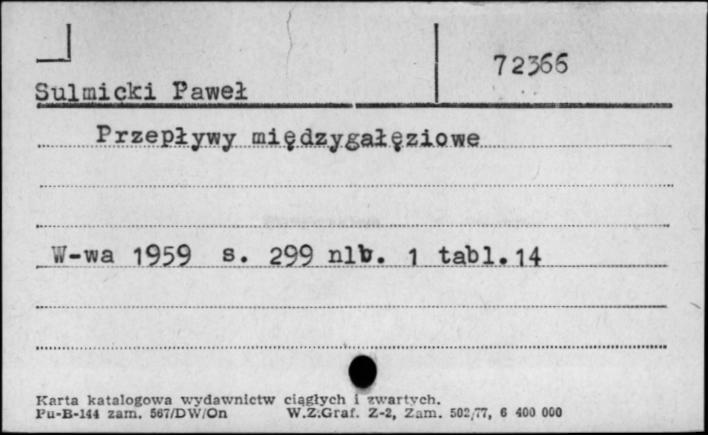 72366
Sulmicki Paweł
Przepływy międzygałęziowe
W-wa 1959 s. 299 nlb. 1 tabl.14
Karta katalogowa wydawnictw ciągłych i zwartych.
Pu-B-144 zam. 567/DW/On W.Z.Graf. Z-2, Zam. 502/77, 6 400 000